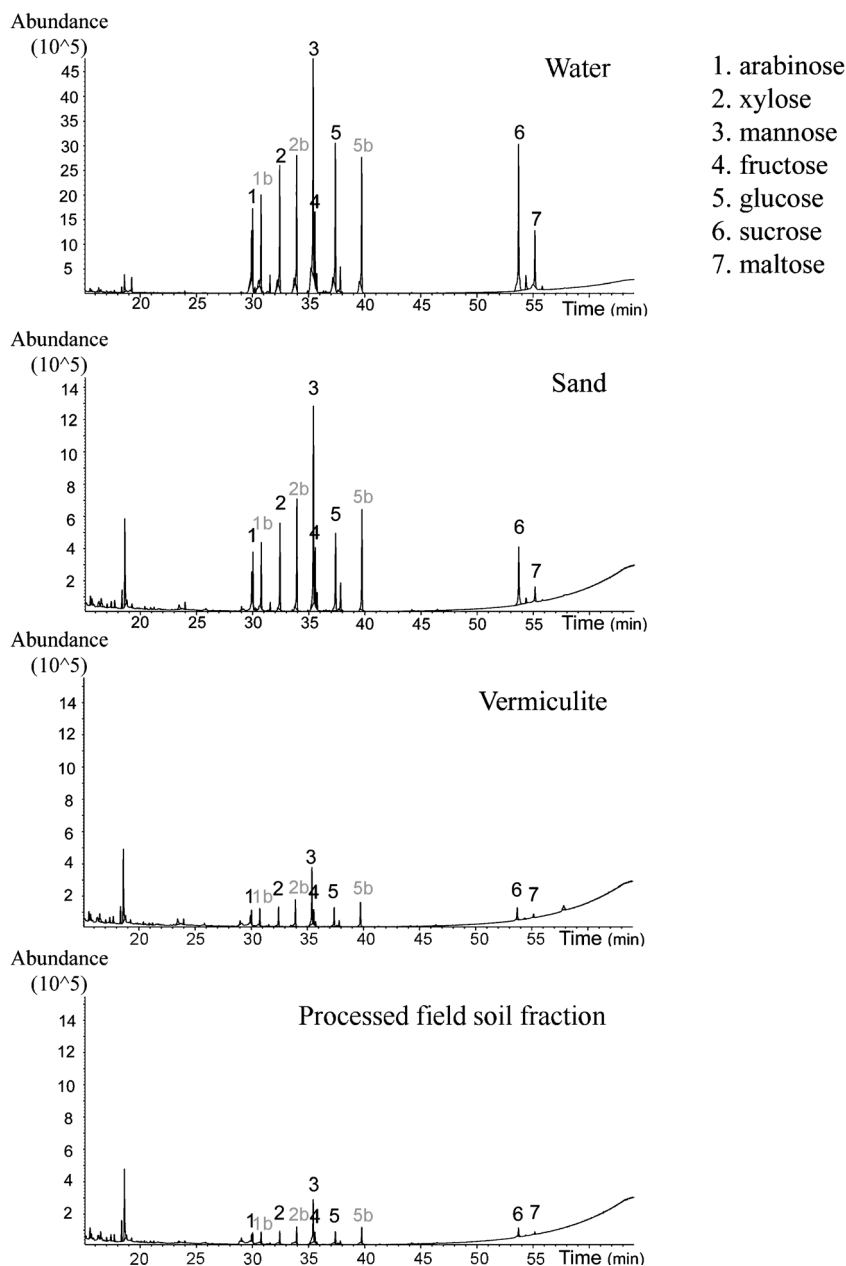 Abundance
(10^5)
Water
3
45
40
35
30
25
20
15
10
5
1
1b
2
2b
4
5
5b
6
7
20
25
30
35
40
50
55
Time (min)
1. arabinose
2. xylose
3. mannose
4. fructose
5. glucose
6. sucrose
7. maltose
Abundance
(10^5)
Sand
3
14
12
10
8
6
4
2
1
1b
2
2b
4
5
5b
6
7
20
25
30
35
40
50
55
Time (min)
Abundance
(10^5)
Vermiculite
14
12
10
8
6
4
2
1
1b
2
2b
3
4
5
5b
6
7
20
25
30
35
40
50
55
Time (min)
Abundance
(10^5)
Processed field soil fraction
14
12
10
8
6
4
2
1
1b
2
2b
3
4
5
5b
6
7
20
25
30
35
40
50
55
Time (min)